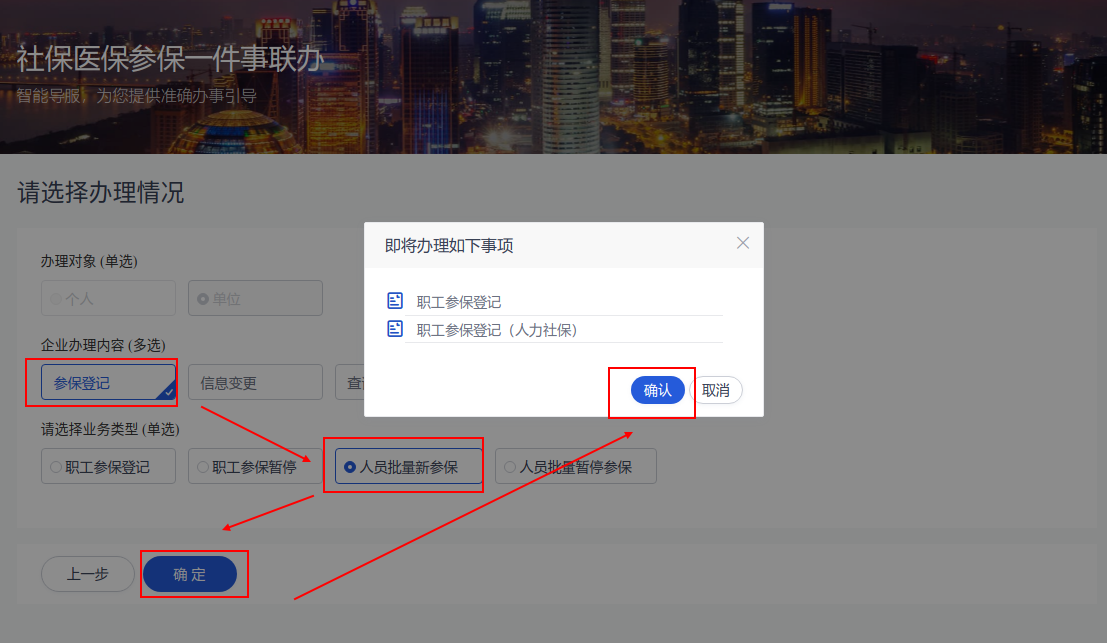 社保医保参保一件事联办
智能导服，为您提供准确办事引导
请选择办理情况
办理对象 (单选)
个人
单位
企业办理内容 (多选)
参保登记
信息变更
请选择业务类型 (单选)
职工参保登记
职工参保暂停
人员批量新参保
人员批量暂停参保
上一步
确 定
即将办理如下事项
职工参保登记
职工参保登记（人力社保）
确认
取消